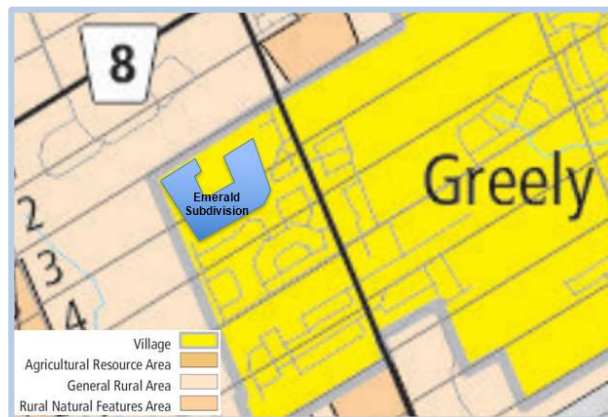 8
Emerald
Subdivision
Greely
2
3
4
Village
Agricultural Resource Area
General Rural Area
Rural Natural Features Area